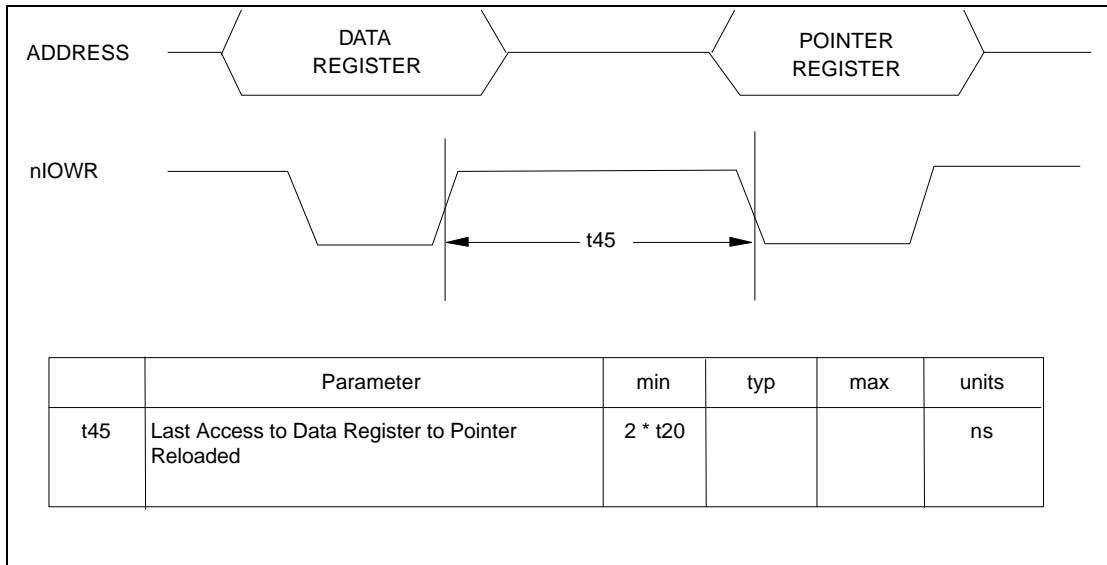 ADDRESS
DATA
REGISTER
POINTER
REGISTER
nIOWR
t45
Parameter min typ max units
t45 Last Access to Data Register to Pointer 2 * t20 ns
Reloaded